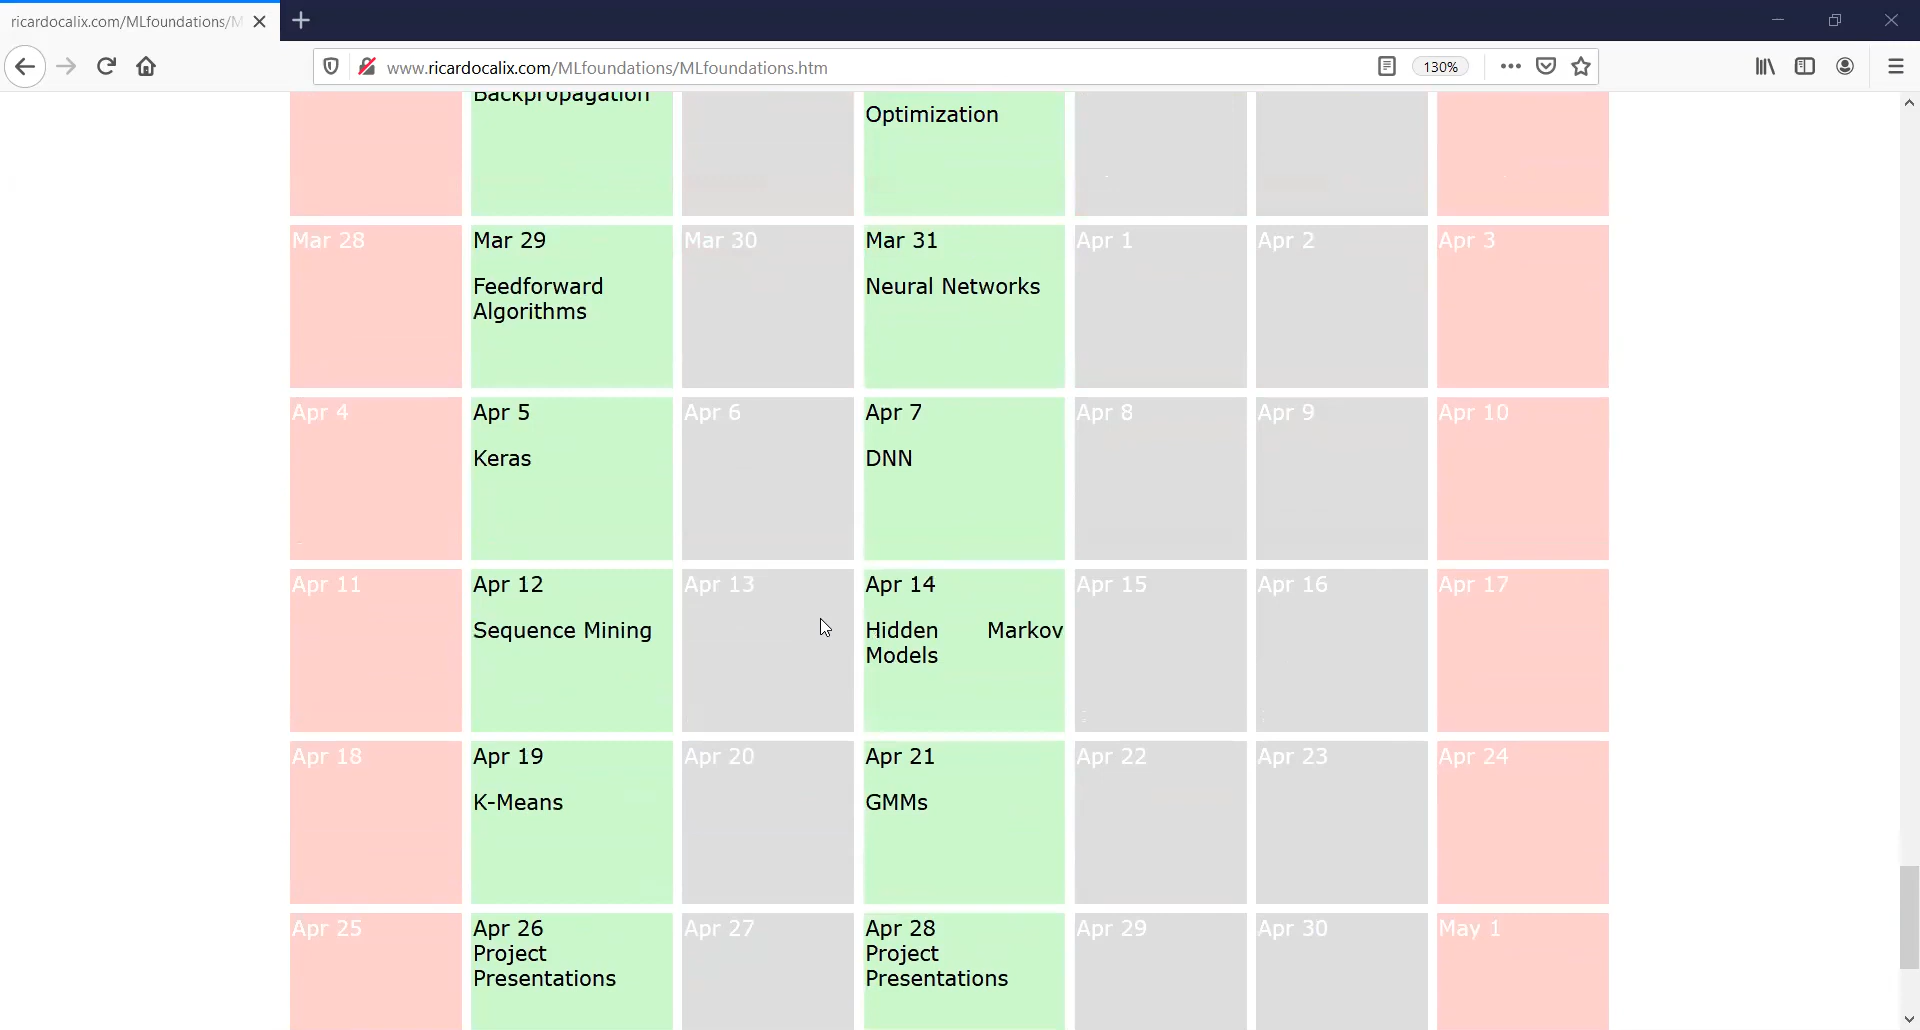 ricardocalix.com/MLfoundations/M
www.ricardocalix.com/MLfoundations/MLfoundations.htm
130%
Backpropagation
Optimization
Mar 28
Mar 29
Mar 30
Mar 31
Apr 1
Apr 2
Apr 3
Feedforward
Algorithms
Neural Networks
Apr 4
Apr 5
Apr 6
Apr 7
Apr 8
Apr 9
Apr 10
Keras
DNN
Apr 11
Apr 12
Apr 13
Apr 14
Apr 15
Apr 16
Apr 17
Sequence Mining
Hidden Markov
Models
Apr 18
Apr 19
Apr 20
Apr 21
Apr 22
Apr 23
Apr 24
K-Means
GMMs
Apr 25
Apr 26
Apr 27
Apr 28
Apr 29
Apr 30
May 1
Project
Presentations
Project
Presentations